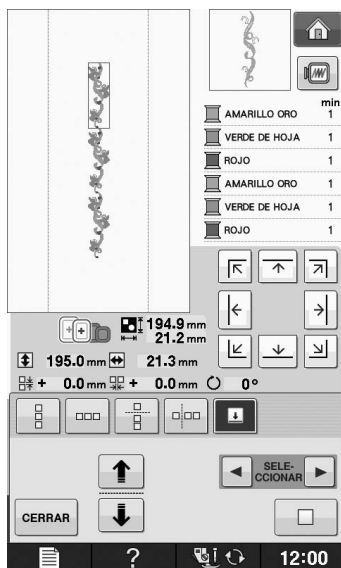 min
AMARILLO ORO 1
VERDE DE HOJA 1
ROJO 1
AMARILLO ORO 1
VERDE DE HOJA 1
ROJO 1
194.9 mm
21.2 mm
195.0 mm 21.3 mm
+ 0.0 mm + 0.0 mm 0°
SELE-
CCIONAR
CERRAR
? 12:00